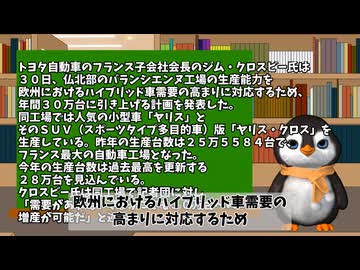 トヨタ自動車のフランス子会社会長のジム・クロスビー氏は
３０日、仏北部のバランシエンヌ工場の生産能力を
欧州におけるハイブリッド車需要の高まりに対応するため、
年間３０万台に引き上げる計画を発表した。
同工場では人気の小型車「ヤリス」と
そのＳＵＶ（スポーツタイプ多目的車）版「ヤリス・クロス」を
生産している。昨年の生産台数は２５万５５８４台で
フランス最大の自動車工場となった。
今年の生産台数は過去最高を更新する
２８万台を見込んでいる。
クロスビー氏は同工場で記者団に対し
「需要があ
増産が可能だ」と
欧州におけるハイブリッド車需要の
高まりに対応するため